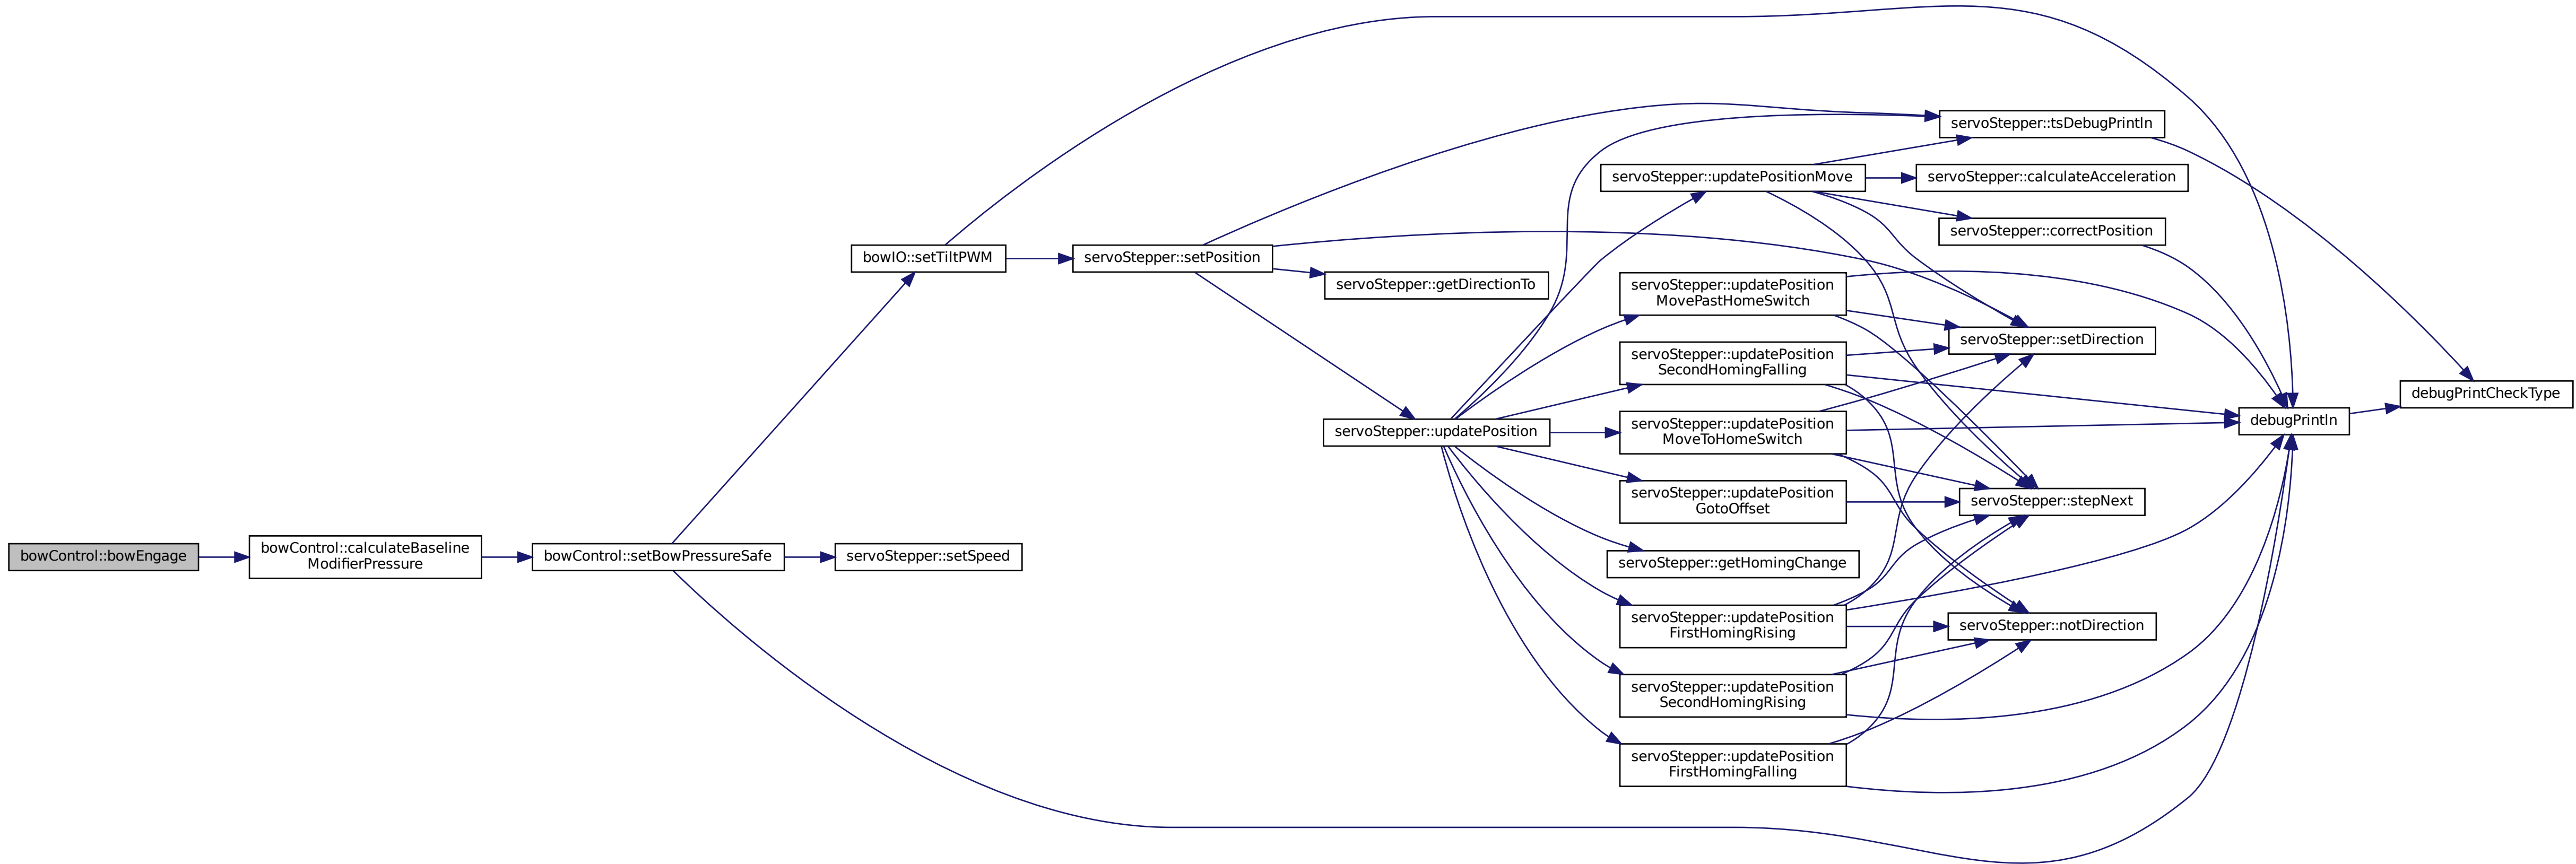 bowControl::bowEngage
bowControl::calculateBaseline
ModifierPressure
bowControl::setBowPressureSafe
bowIO::setTiltPWM
servoStepper::setSpeed
servoStepper::setPosition
servoStepper::getDirectionTo
servoStepper::updatePosition
servoStepper::updatePositionMove
servoStepper::updatePosition
MovePastHomeSwitch
servoStepper::updatePosition
SecondHomingFalling
servoStepper::updatePosition
MoveToHomeSwitch
servoStepper::updatePosition
GotoOffset
servoStepper::getHomingChange
servoStepper::updatePosition
FirstHomingRising
servoStepper::updatePosition
SecondHomingRising
servoStepper::updatePosition
FirstHomingFalling
servoStepper::tsDebugPrintln
servoStepper::calculateAcceleration
servoStepper::correctPosition
servoStepper::setDirection
servoStepper::stepNext
servoStepper::notDirection
debugPrintln
debugPrintCheckType